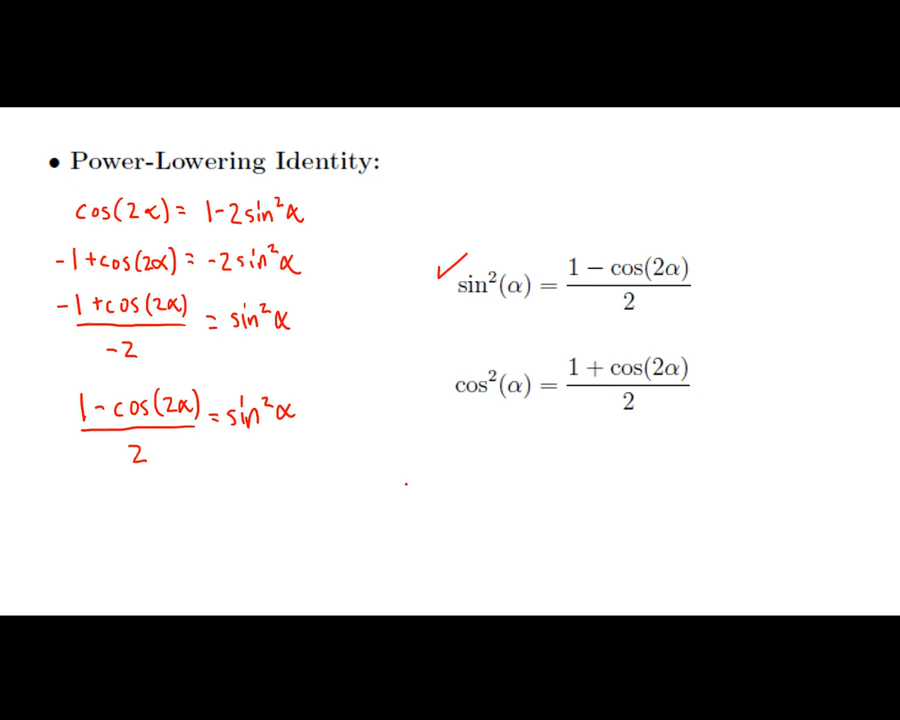 • Power-Lowering Identity:
cos(2α) = 1-2sin²α
-1+cos(2α) = -2sin²α
-1+cos(2α)/-2 = sin²α
1-cos(2α)/2 = sin²α
✓ sin²(α) = 1 − cos(2α)/2
cos²(α) = 1 + cos(2α)/2